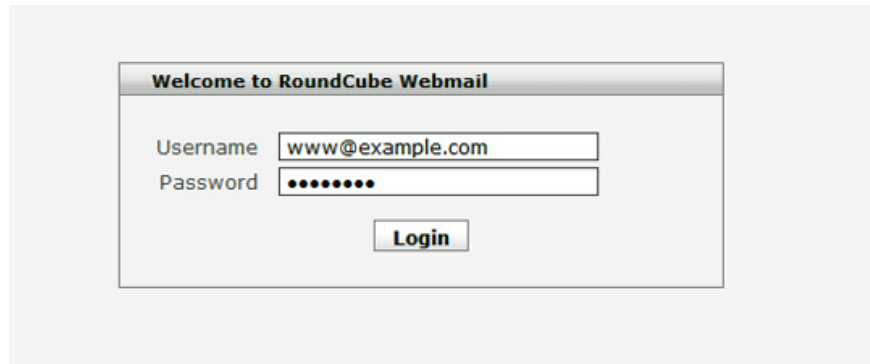 Welcome to RoundCube Webmail
Username www@example.com
Password ••••••••
Login